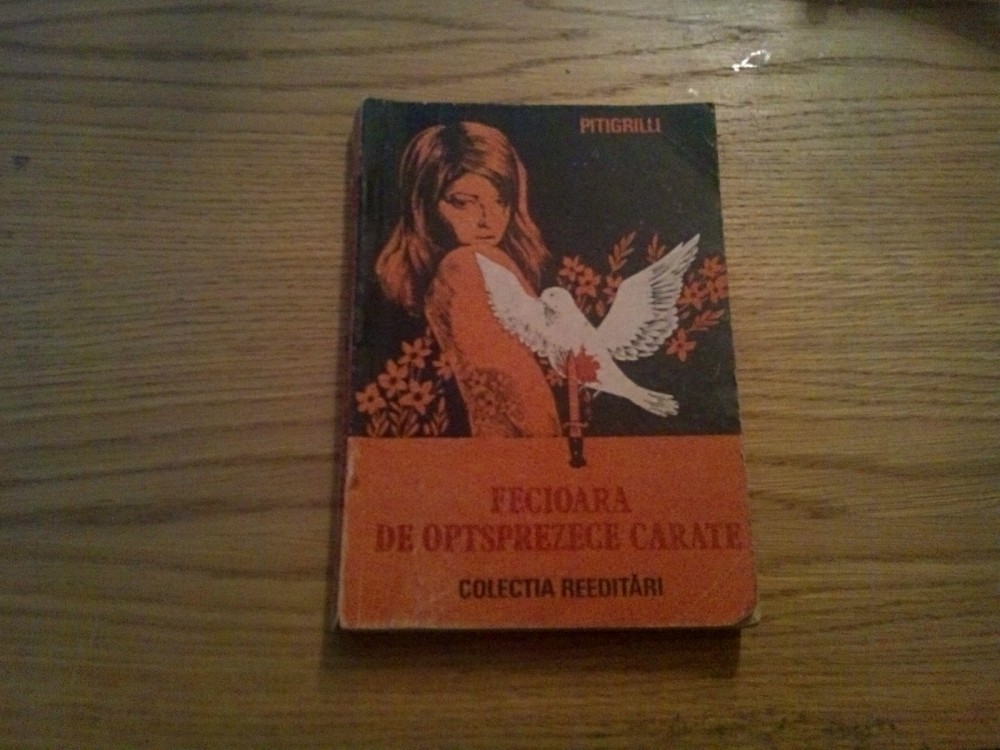 PITIGRILLI
FECIOARA
DE OPTSPREZECE CARATE
COLECTIA REEDITĂRI